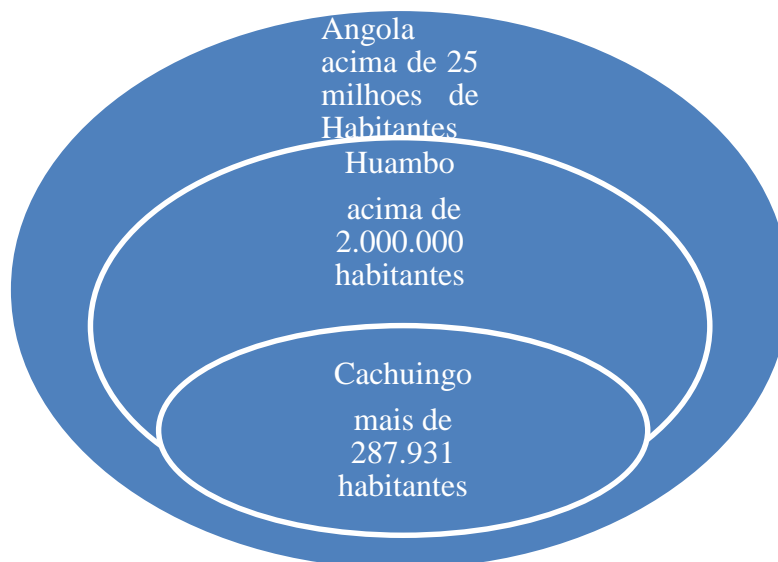 Angola
acima de 25
milhoes de
Habitantes
Huambo
acima de
2.000.000
habitantes
Cachuingo
mais de
287.931
habitantes